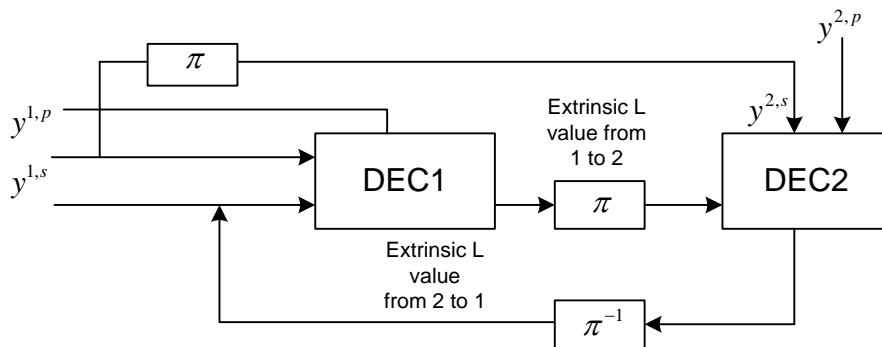 y^{2,p}
π
y^{1,p}
Extrinsic L
value from
1 to 2
y^{2,s}
y^{1,s}
DEC1
π
DEC2
Extrinsic L
value
from 2 to 1
π^{-1}